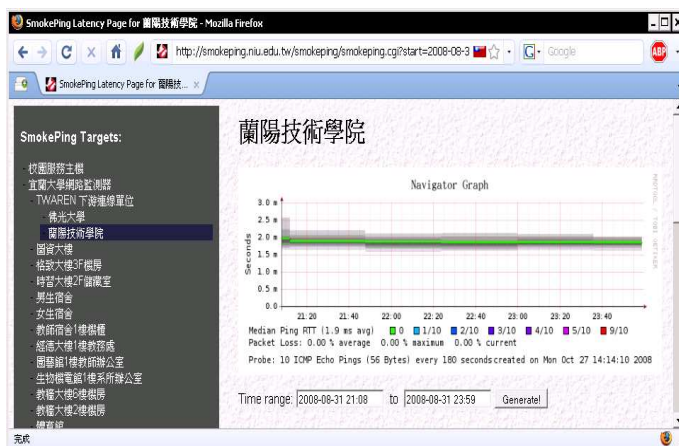 SmokePing Latency Page for 蘭陽技術學院 - Mozilla Firefox
http://smokeping.niu.edu.tw/smokeping/smokeping.cgi?start=2008-08-3
G
Google
ABP
SmokePing Latency Page for 蘭陽技...
SmokePing Targets:
- 校園服務主機
- 宜蘭大學網路監測器
- TWAREN 下游連線單位
- 佛光大學
- 蘭陽技術學院
- 圖資大樓
- 格致大樓3F機房
- 時習大樓2F儲藏室
- 男生宿舍
- 女生宿舍
- 教師宿舍1樓機櫃
- 經德大樓1樓教務處
- 園藝館1樓教師辦公室
- 生物機電館1樓系所辦公室
- 教穡大樓6樓機房
- 教穡大樓2樓機房
- 體育館
蘭陽技術學院
Navigator Graph
Seconds
3.0 m
2.5 m
2.0 m
1.5 m
1.0 m
0.5 m
0.0
21:20 21:40 22:00 22:20 22:40 23:00 23:20 23:40
Median Ping RTT (1.9 ms avg) 0 1/10 2/10 3/10 4/10 5/10 9/10
Packet Loss: 0.00 % average 0.00 % maximum 0.00 % current
Probe: 10 ICMP Echo Pings (56 Bytes) every 180 seconds created on Mon Oct 27 14:14:10 2008
RRDTOOL / TOBI OETIKER
Time range: 2008-08-31 21:08 to 2008-08-31 23:59 Generate!
完成